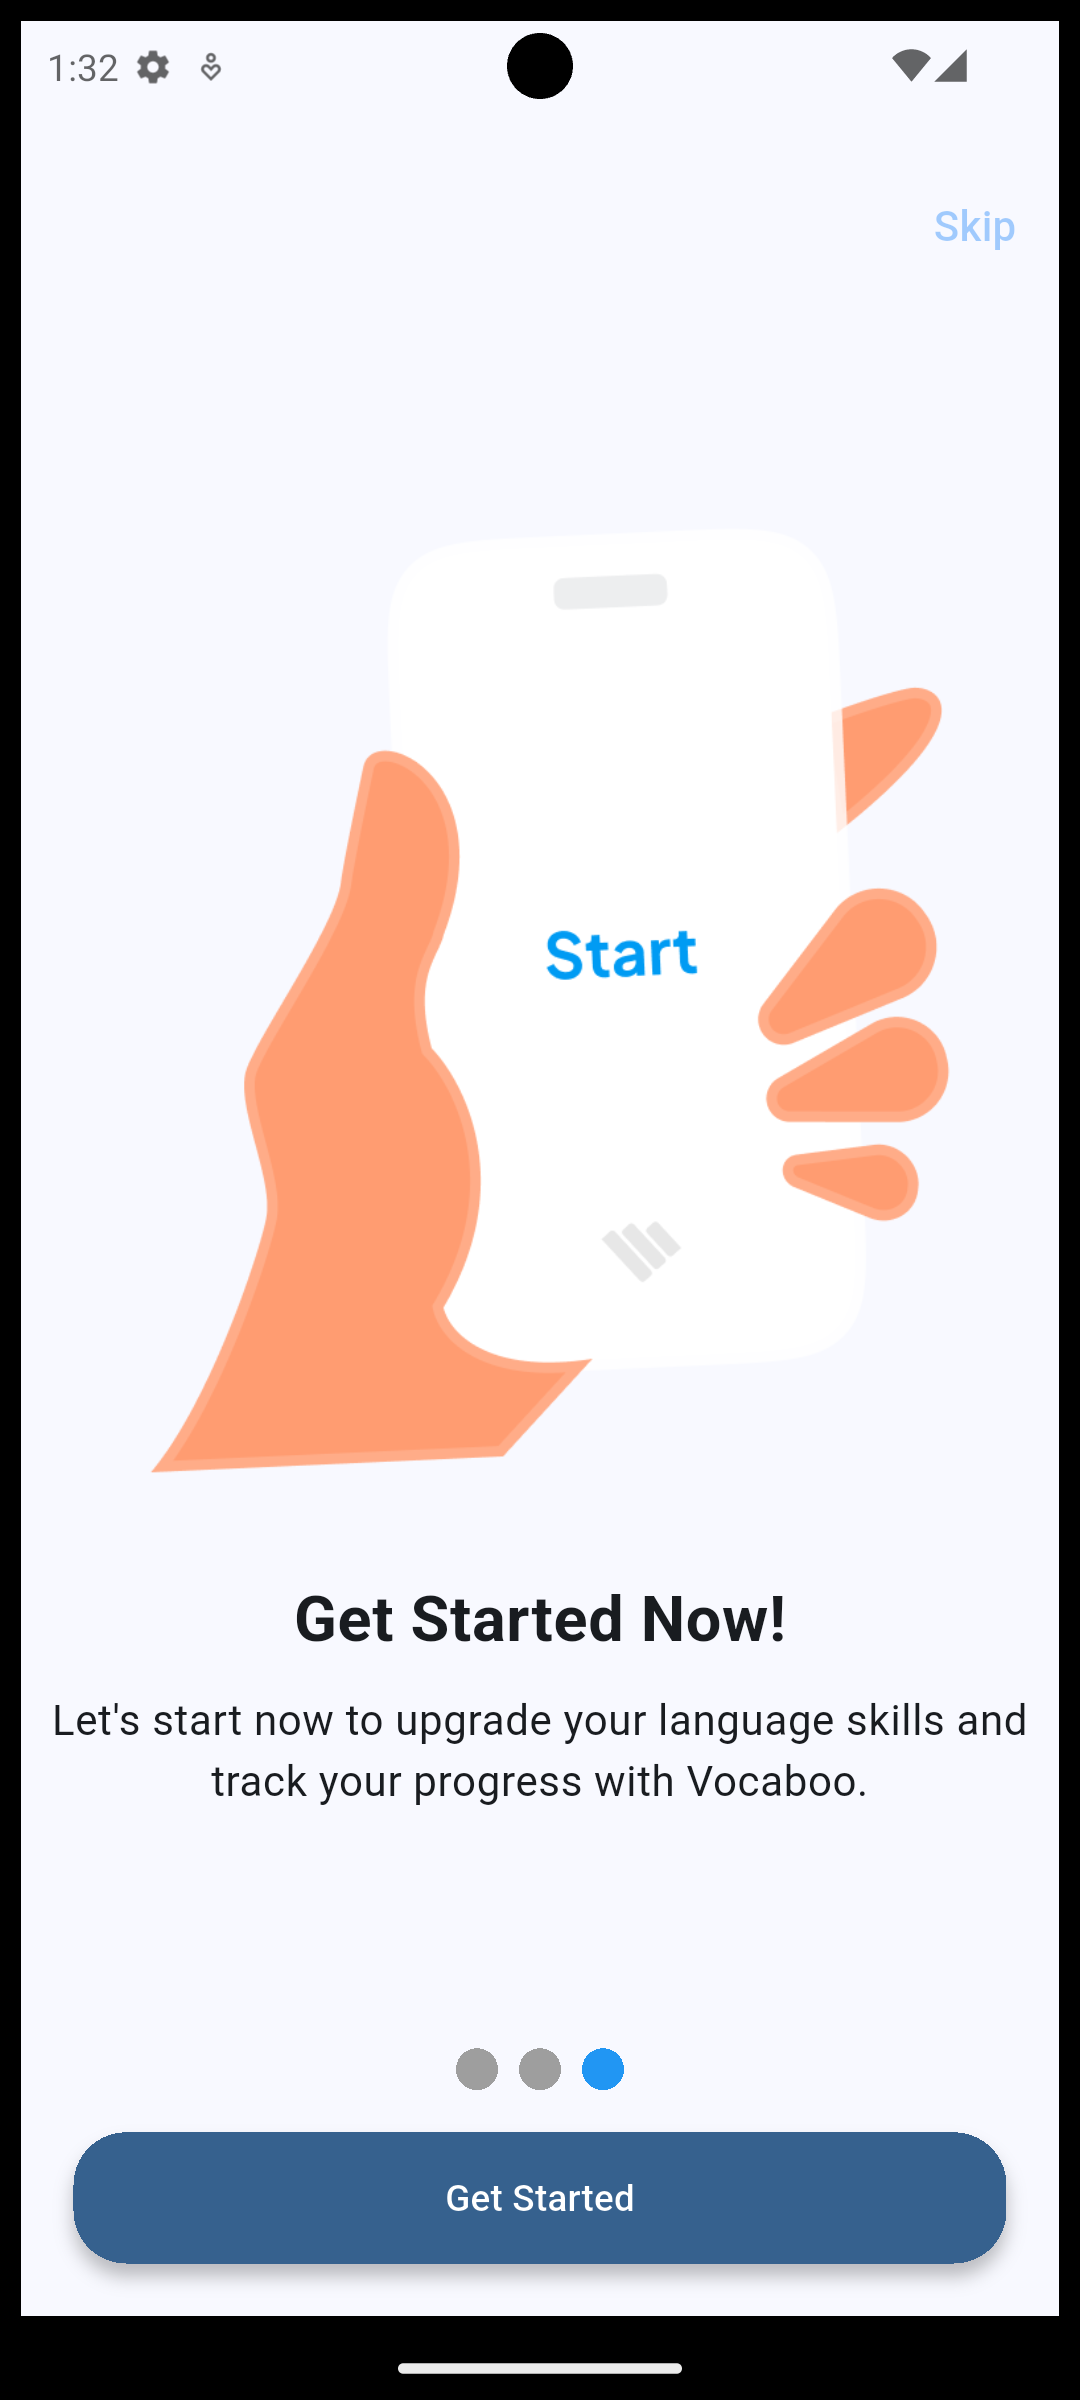 1:32
Skip
Start
Get Started Now!
Let's start now to upgrade your language skills and
track your progress with Vocaboo.
Get Started